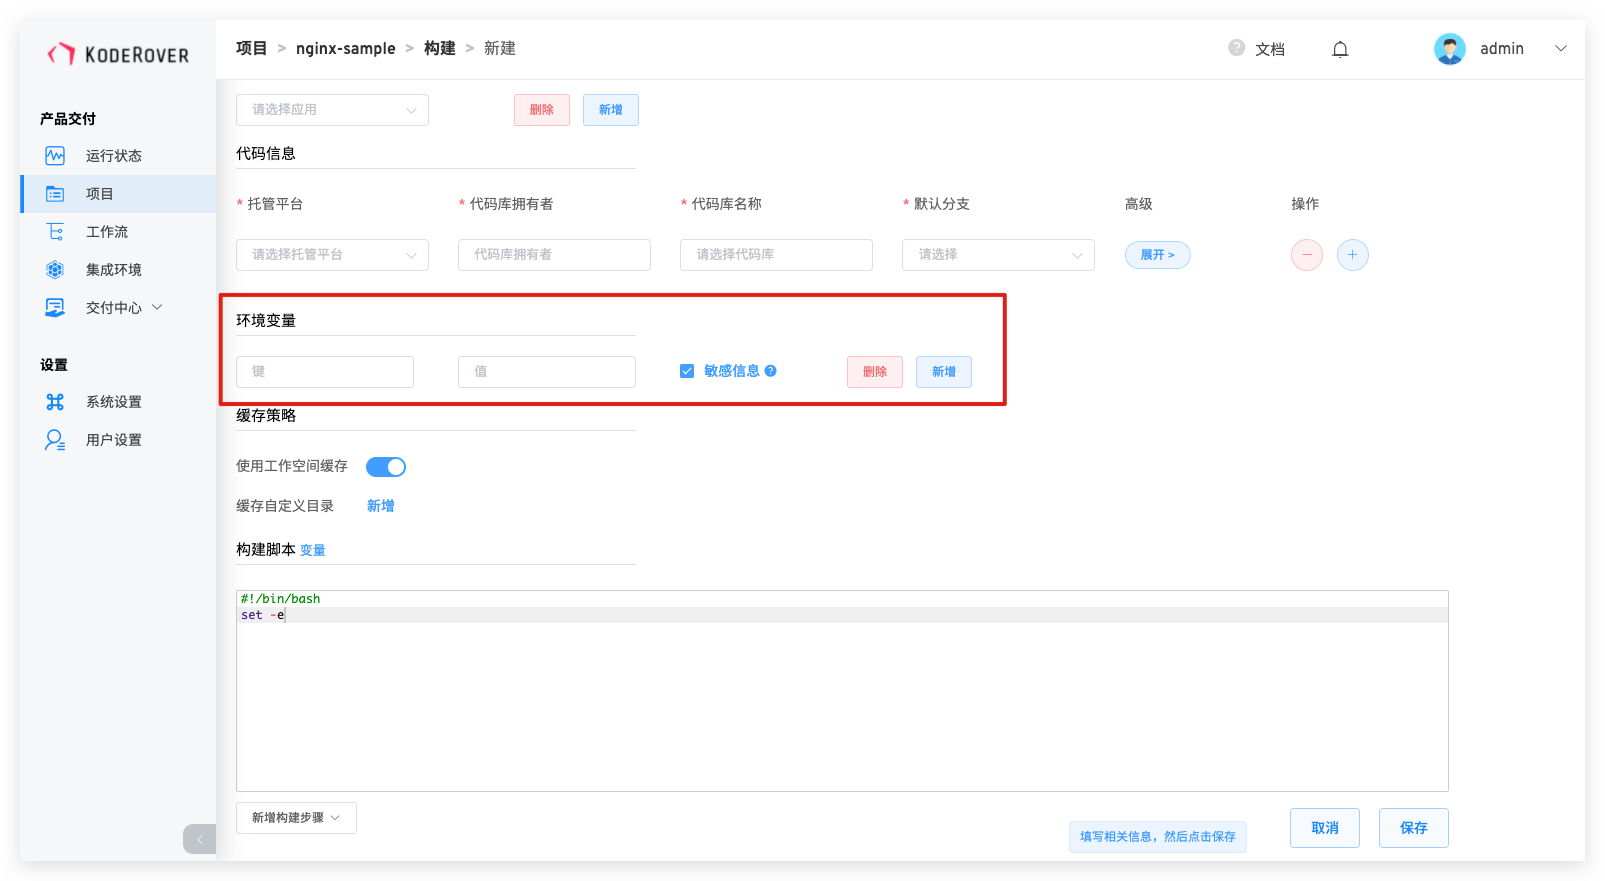 KODEROVER
项目 > nginx-sample > 构建 > 新建
? 文档
admin
产品交付
运行状态
项目
工作流
集成环境
交付中心
设置
系统设置
用户设置
请选择应用
删除
新增
代码信息
* 托管平台
* 代码库拥有者
* 代码库名称
* 默认分支
高级
操作
请选择托管平台
代码库拥有者
请选择代码库
请选择
展开 >
环境变量
键
值
敏感信息 ?
删除
新增
缓存策略
使用工作空间缓存
缓存自定义目录
新增
构建脚本 变量
#!/bin/bash
set -e
新增构建步骤
填写相关信息，然后点击保存
取消
保存